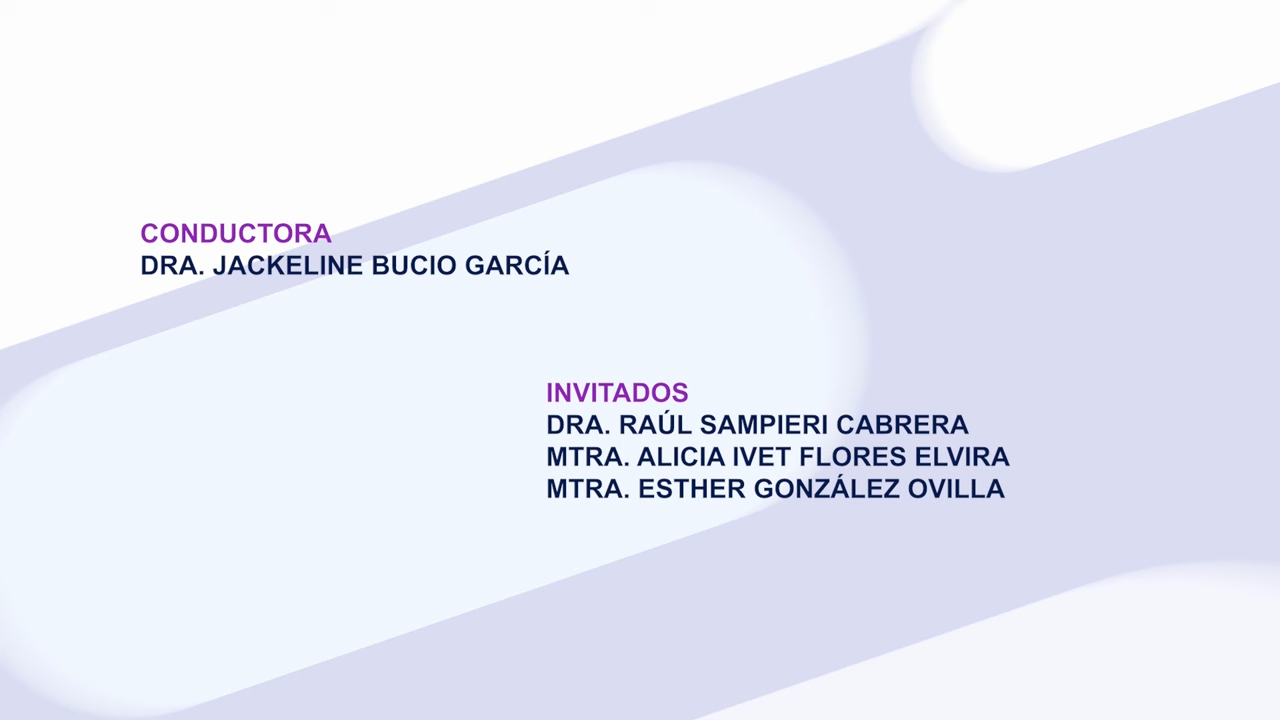 CONDUCTORA
DRA. JACKELINE BUCIO GARCÍA
INVITADOS
DRA. RAÚL SAMPIERI CABRERA
MTRA. ALICIA IVET FLORES ELVIRA
MTRA. ESTHER GONZÁLEZ OVILLA